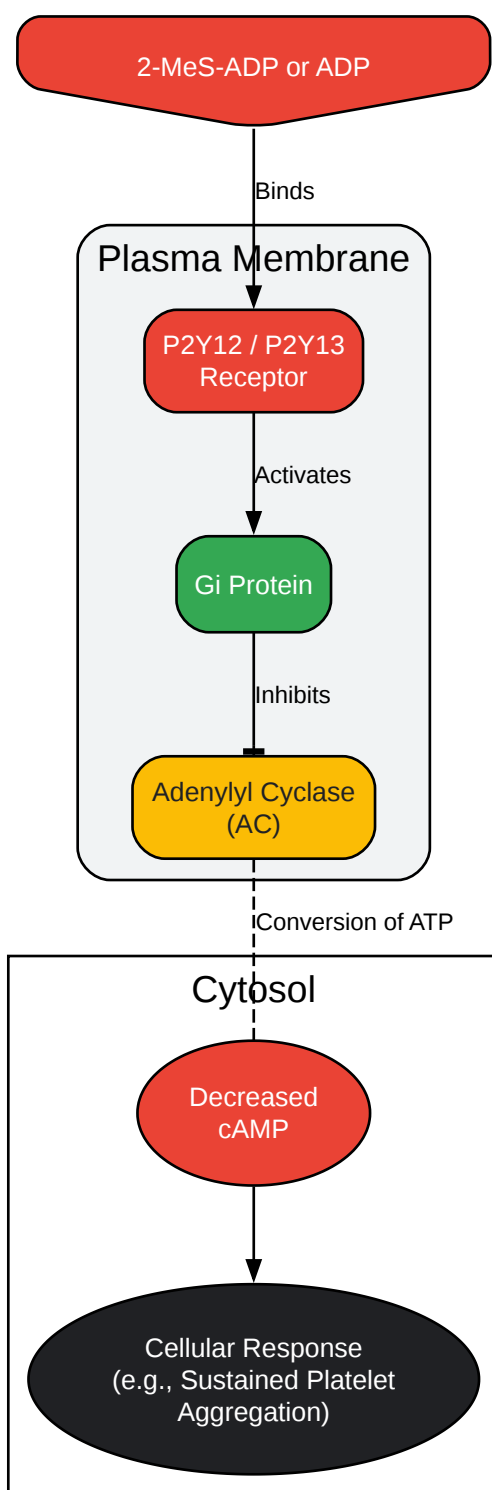 2-MeS-ADP or ADP
Binds
Plasma Membrane
P2Y12 / P2Y13
Receptor
Activates
Gi Protein
Inhibits
Adenylyl Cyclase
(AC)
Conversion of ATP
Cytosol
Decreased
cAMP
Cellular Response
(e.g., Sustained Platelet
Aggregation)